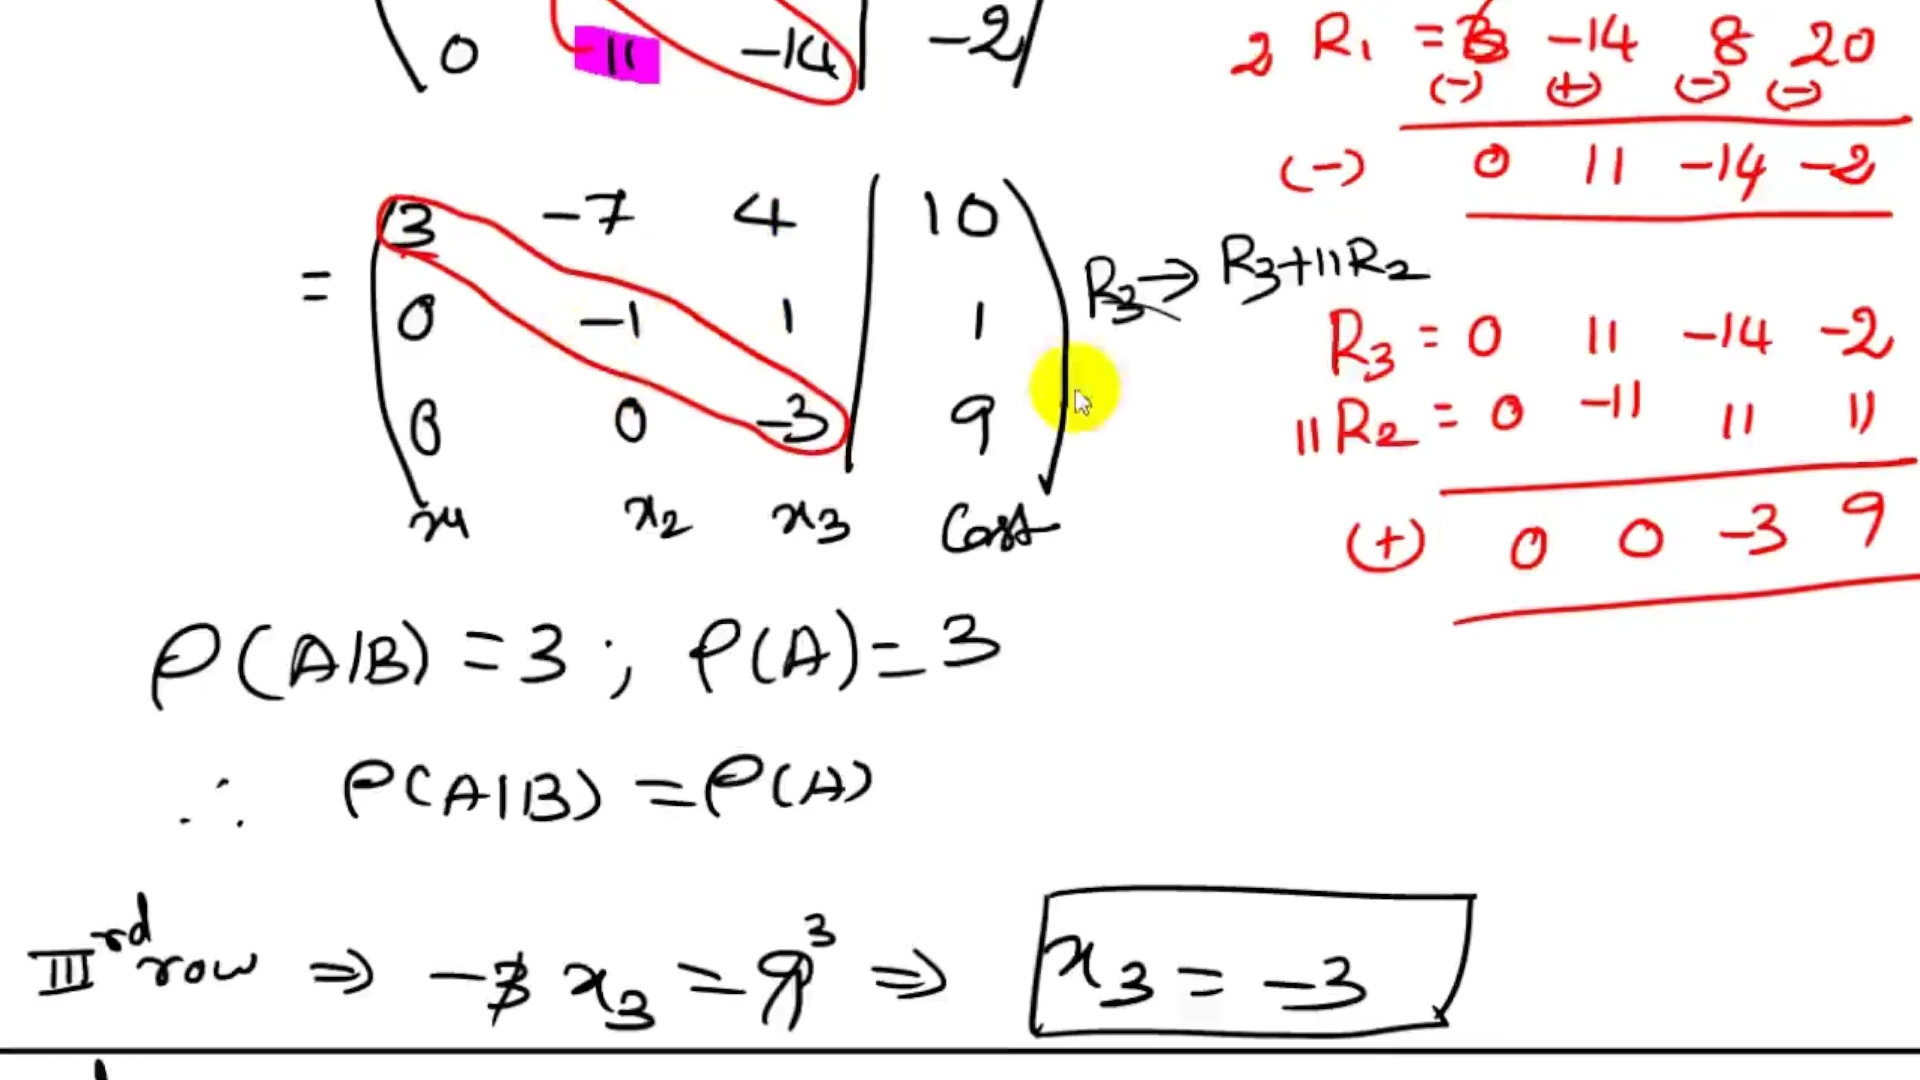 0 11 -14 | -2
2 R₁ = 6 -14 8 20
(-) (+) (-) (-)
(-) 0 11 -14 -2
= 3 -7 4 | 10
0 -1 1 | 1
0 0 -3 | 9
R₃ → R₃+11R₂
R₃ = 0 11 -14 -2
11R₂ = 0 -11 11 11
(+) 0 0 -3 9
x₁ x₂ x₃ Const
ρ(A|B) = 3 ; ρ(A) = 3
∴ ρ(A|B) = ρ(A)
IIIrd row ⇒ -3 x₃ = 9 3 ⇒ x₃ = -3